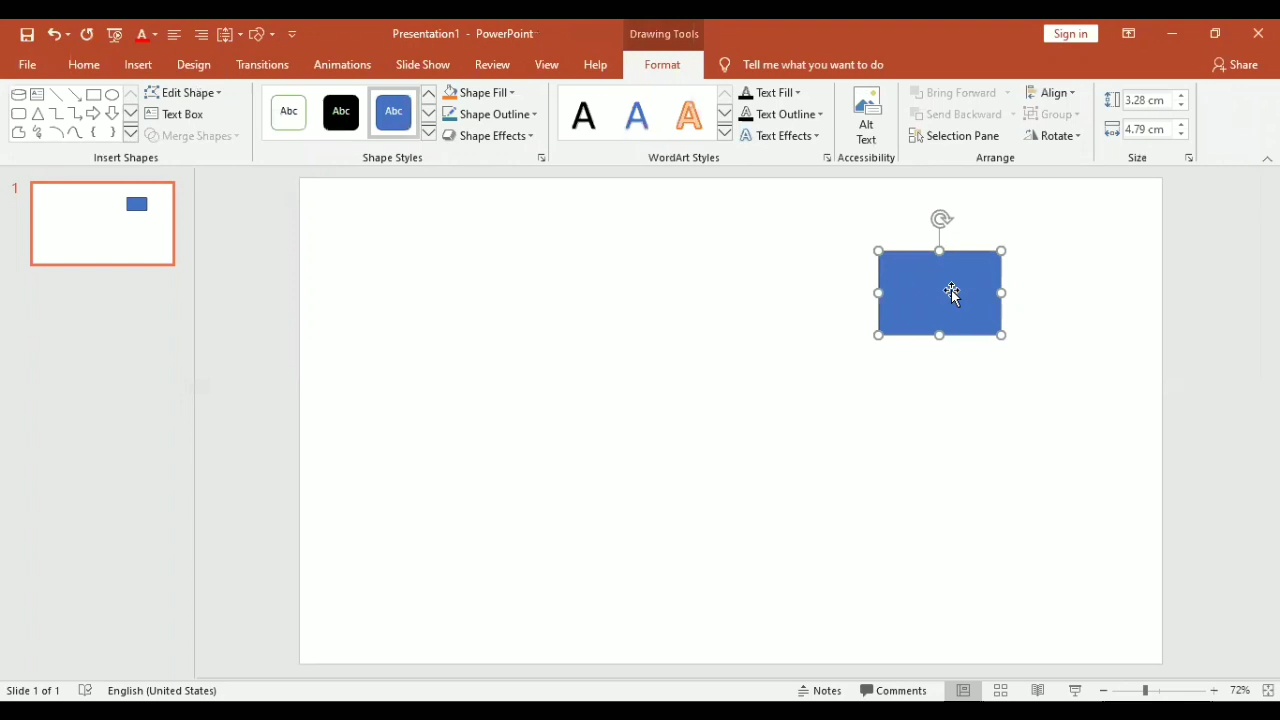 Presentation1 - PowerPoint
Drawing Tools
Sign in
File
Home
Insert
Design
Transitions
Animations
Slide Show
Review
View
Help
Format
Tell me what you want to do
Share
Edit Shape
Text Box
Merge Shapes
Insert Shapes
Abc
Abc
Abc
Shape Fill
Shape Outline
Shape Effects
Shape Styles
A A A
Text Fill
Text Outline
Text Effects
WordArt Styles
Alt
Text
Accessibility
Bring Forward
Send Backward
Selection Pane
Align
Group
Rotate
Arrange
3.28 cm
4.79 cm
Size
1
Slide 1 of 1
English (United States)
Notes
Comments
72%